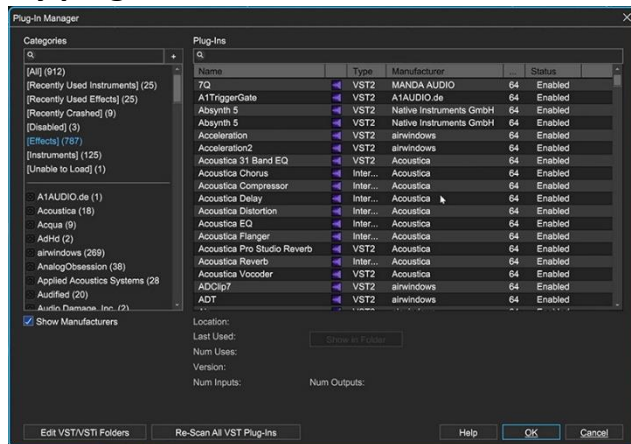 Plug-In Manager
Categories
+
[All] (912)
[Recently Used Instruments] (25)
[Recently Used Effects] (25)
[Recently Crashed] (9)
[Disabled] (3)
[Effects] (787)
[Instruments] (125)
[Unable to Load] (1)
A1AUDIO.de (1)
Acoustica (18)
Acqua (9)
AdHd (2)
airwindows (269)
AnalogObsession (38)
Applied Acoustics Systems (28
Audified (20)
Audio Damage, Inc. (2)
Show Manufacturers
Plug-Ins
Name Type Manufacturer ... Status
7Q VST2 MANDA AUDIO 64 Enabled
A1TriggerGate VST2 A1AUDIO.de 64 Enabled
Absynth 5 VST2 Native Instruments GmbH 64 Enabled
Absynth 5 VST2 Native Instruments GmbH 64 Enabled
Acceleration VST2 airwindows 64 Enabled
Acceleration2 VST2 airwindows 64 Enabled
Acoustica 31 Band EQ VST2 Acoustica 64 Enabled
Acoustica Chorus Inter... Acoustica 64 Enabled
Acoustica Compressor Inter... Acoustica 64 Enabled
Acoustica Delay Inter... Acoustica 64 Enabled
Acoustica Distortion Inter... Acoustica 64 Enabled
Acoustica EQ Inter... Acoustica 64 Enabled
Acoustica Flanger Inter... Acoustica 64 Enabled
Acoustica Pro Studio Reverb VST2 Acoustica 64 Enabled
Acoustica Reverb Inter... Acoustica 64 Enabled
Acoustica Vocoder VST2 Acoustica 64 Enabled
ADClip7 VST2 airwindows 64 Enabled
ADT VST2 airwindows 64 Enabled
Location:
Last Used:
Show in Folder
Num Uses:
Version:
Num Inputs: Num Outputs:
Edit VST/VSTi Folders Re-Scan All VST Plug-Ins Help OK Cancel